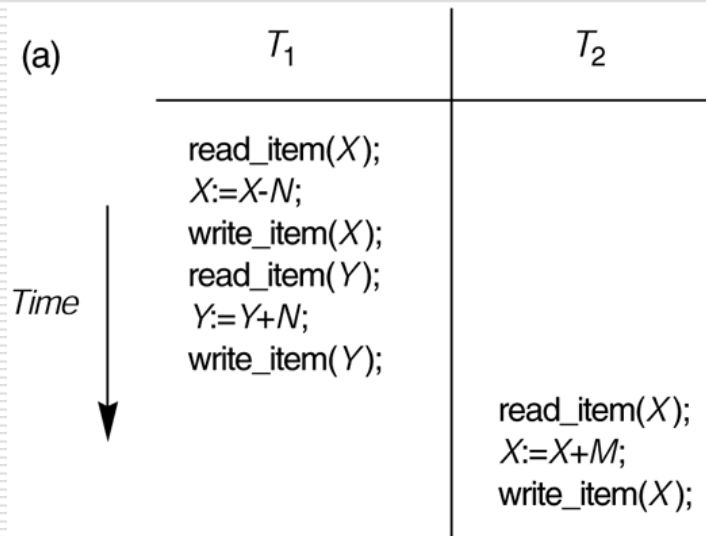 (a) T₁ T₂
read_item(X);
X:=X-N;
write_item(X);
read_item(Y);
Time
Y:=Y+N;
write_item(Y);
read_item(X);
X:=X+M;
write_item(X);